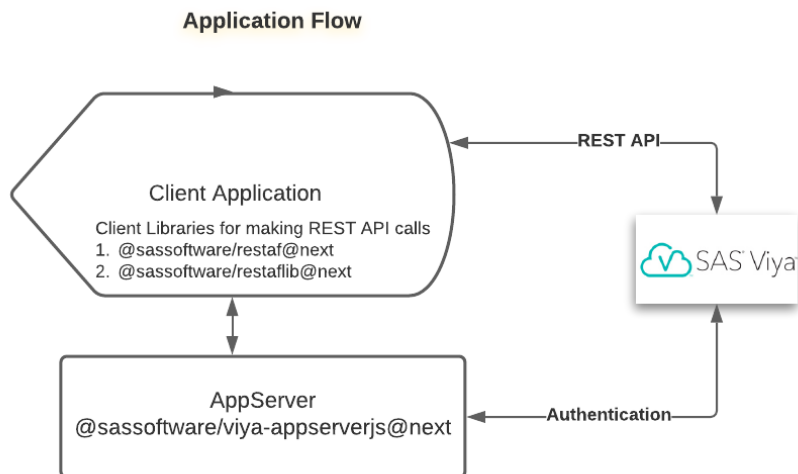 Application Flow
REST API
Client Application
Client Libraries for making REST API calls
1. @sassoftware/restaf@next
2. @sassoftware/restaflib@next
SAS Viya
AppServer
@sassoftware/viya-appserverjs@next
Authentication